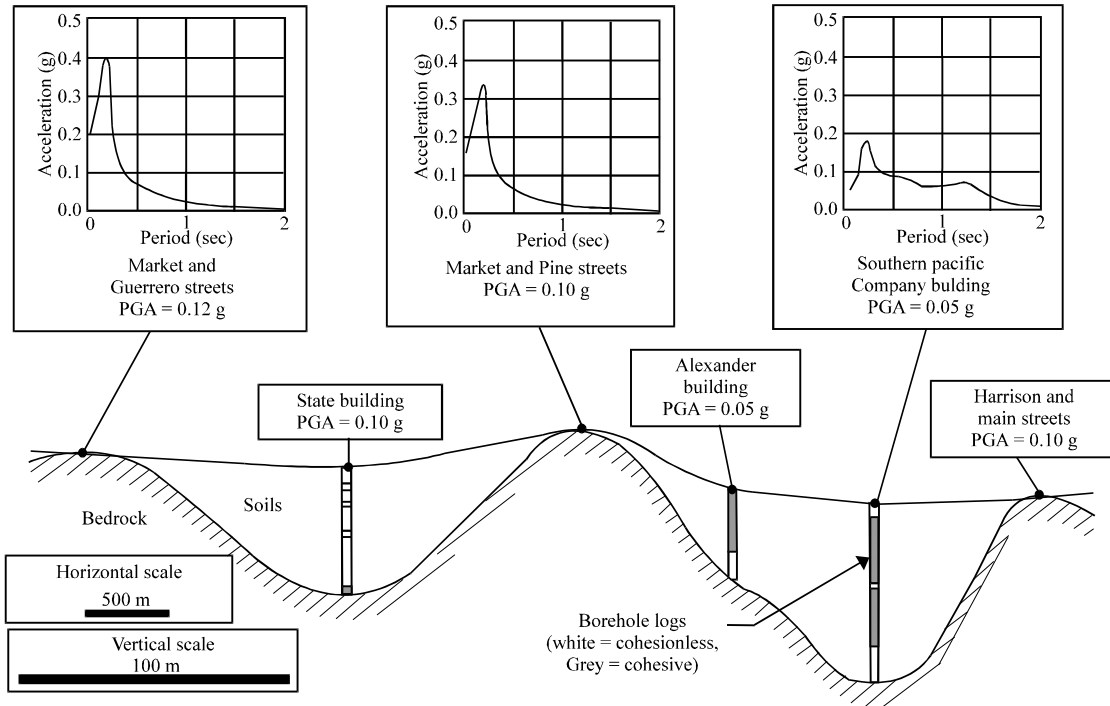 0.5
0.4
0.3
0.2
0.1
0.0
Acceleration (g)
0
1
2
Period (sec)
Market and
Guerrero streets
PGA = 0.12 g
0.5
0.4
0.3
0.2
0.1
0.0
Acceleration (g)
0
1
2
Period (sec)
Market and Pine streets
PGA = 0.10 g
0.5
0.4
0.3
0.2
0.1
0.0
Acceleration (g)
0
1
2
Period (sec)
Southern pacific
Company bulding
PGA = 0.05 g
State building
PGA = 0.10 g
Alexander
building
PGA = 0.05 g
Harrison and
main streets
PGA = 0.10 g
Bedrock
Soils
Horizontal scale
500 m
Vertical scale
100 m
Borehole logs
(white = cohesionless,
Grey = cohesive)